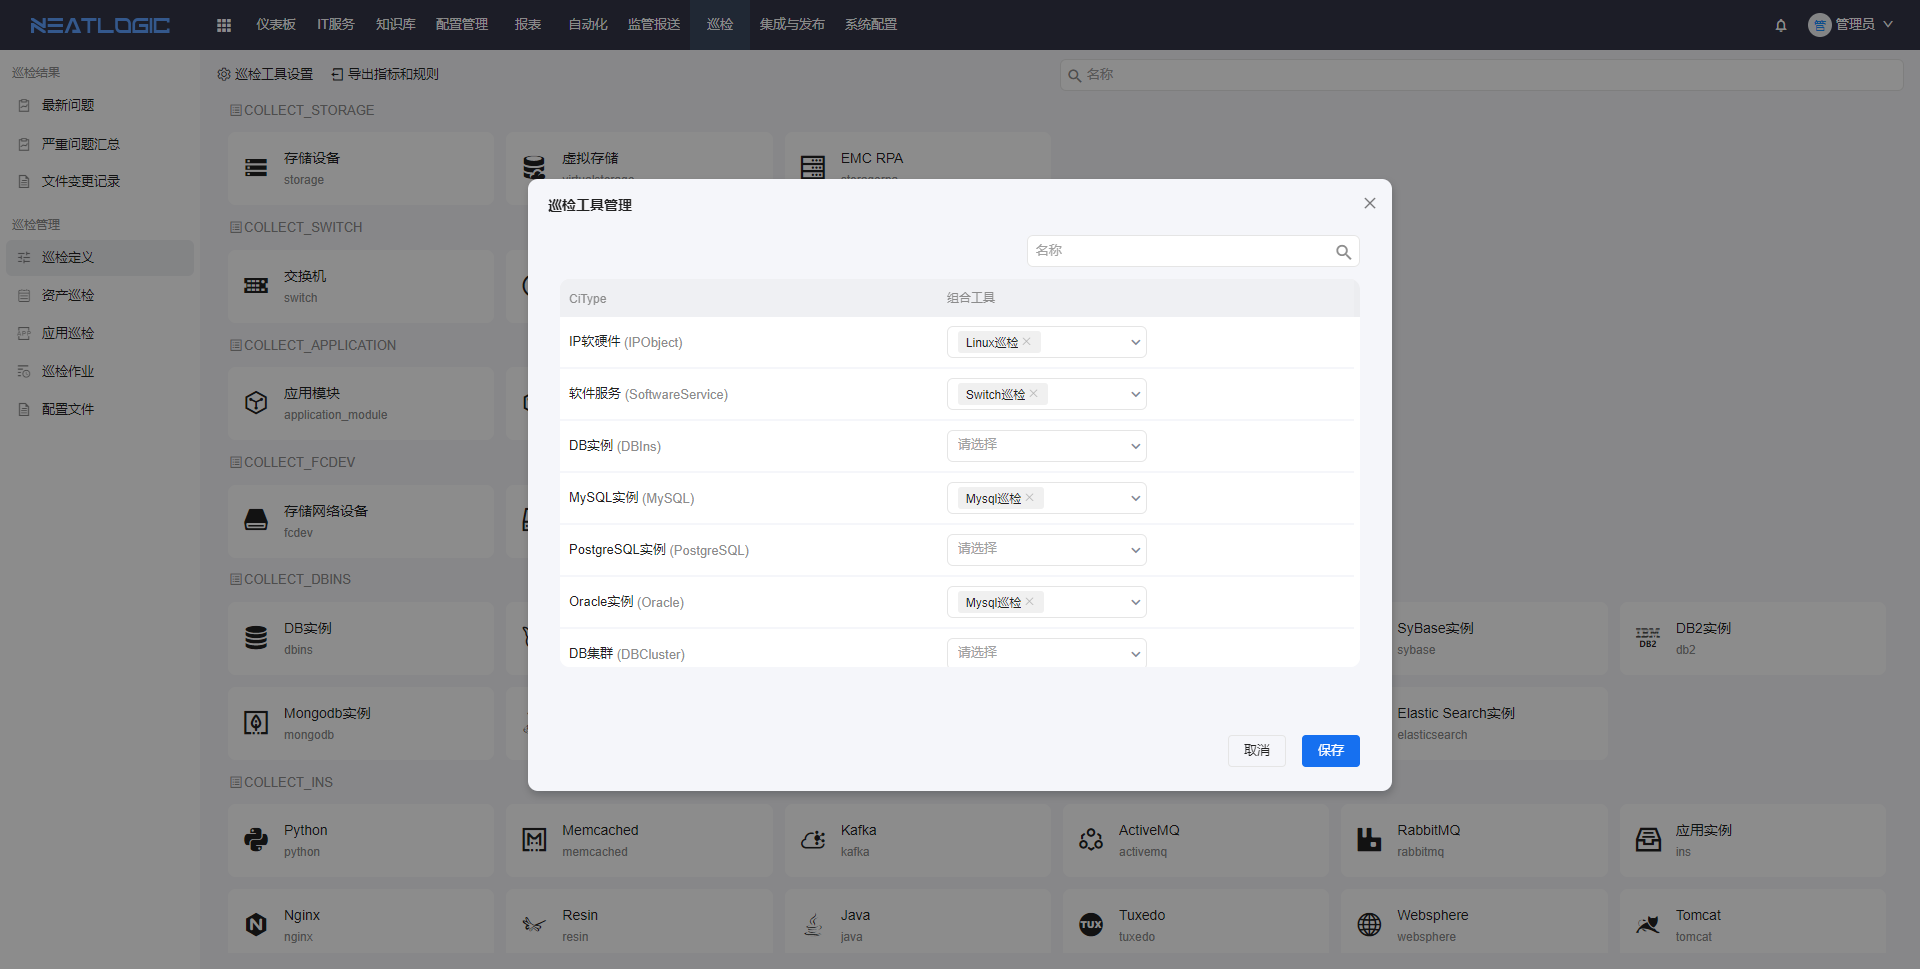 NEATLOGIC
仪表板 IT服务 知识库 配置管理 报表 自动化 监管报送 巡检 集成与发布 系统配置
管 管理员
巡检结果
最新问题
严重问题汇总
文件变更记录
巡检管理
巡检定义
资产巡检
应用巡检
巡检作业
配置文件
巡检工具设置 导出指标和规则
名称
COLLECT_STORAGE
存储设备
storage
虚拟存储
virtualstorage
EMC RPA
storagerpa
COLLECT_SWITCH
交换机
switch
COLLECT_APPLICATION
应用模块
application_module
COLLECT_FCDEV
存储网络设备
fcdev
COLLECT_DBINS
DB实例
dbins
SyBase实例
sybase
IBM
DB2
DB2实例
db2
Mongodb实例
mongodb
Elastic Search实例
elasticsearch
COLLECT_INS
Python
python
Memcached
memcached
Kafka
kafka
ActiveMQ
activemq
RabbitMQ
rabbitmq
应用实例
ins
Nginx
nginx
Resin
resin
Java
java
TUX
Tuxedo
tuxedo
Websphere
websphere
Tomcat
tomcat
巡检工具管理
名称
CiType 组合工具
IP软硬件 (IPObject) Linux巡检
软件服务 (SoftwareService) Switch巡检
DB实例 (DBIns) 请选择
MySQL实例 (MySQL) Mysql巡检
PostgreSQL实例 (PostgreSQL) 请选择
Oracle实例 (Oracle) Mysql巡检
DB集群 (DBCluster) 请选择
取消 保存